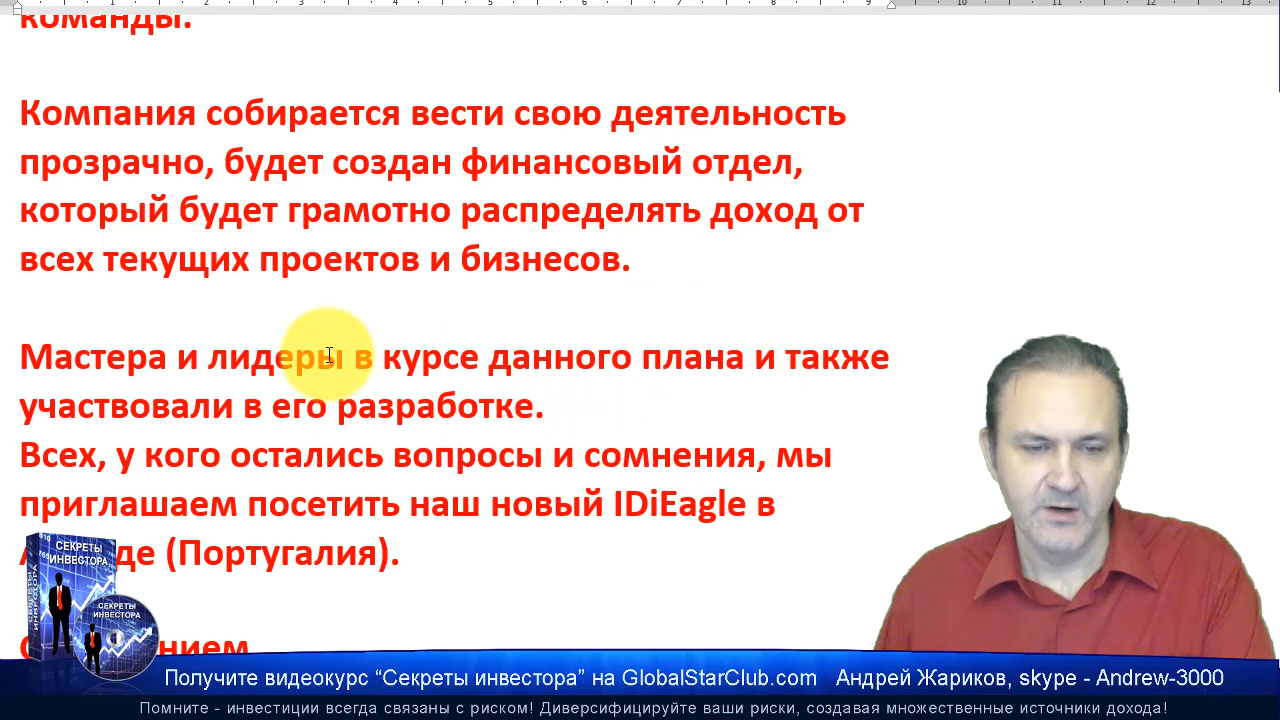 команды.
Компания собирается вести свою деятельность
прозрачно, будет создан финансовый отдел,
который будет грамотно распределять доход от
всех текущих проектов и бизнесов.
Мастера и лидеры в курсе данного плана и также
участвовали в его разработке.
Всех, у кого остались вопросы и сомнения, мы
приглашаем посетить наш новый IDiEagle в
(Португалия).
СЕКРЕТЫ
ИНВЕСТОРА
СЕКРЕТЫ
ИНВЕСТОРА
Получите видеокурс “Секреты инвестора” на GlobalStarClub.com Андрей Жариков, skype - Andrew-3000
Помните - инвестиции всегда связаны с риском! Диверсифицируйте ваши риски, создавая множественные источники дохода!